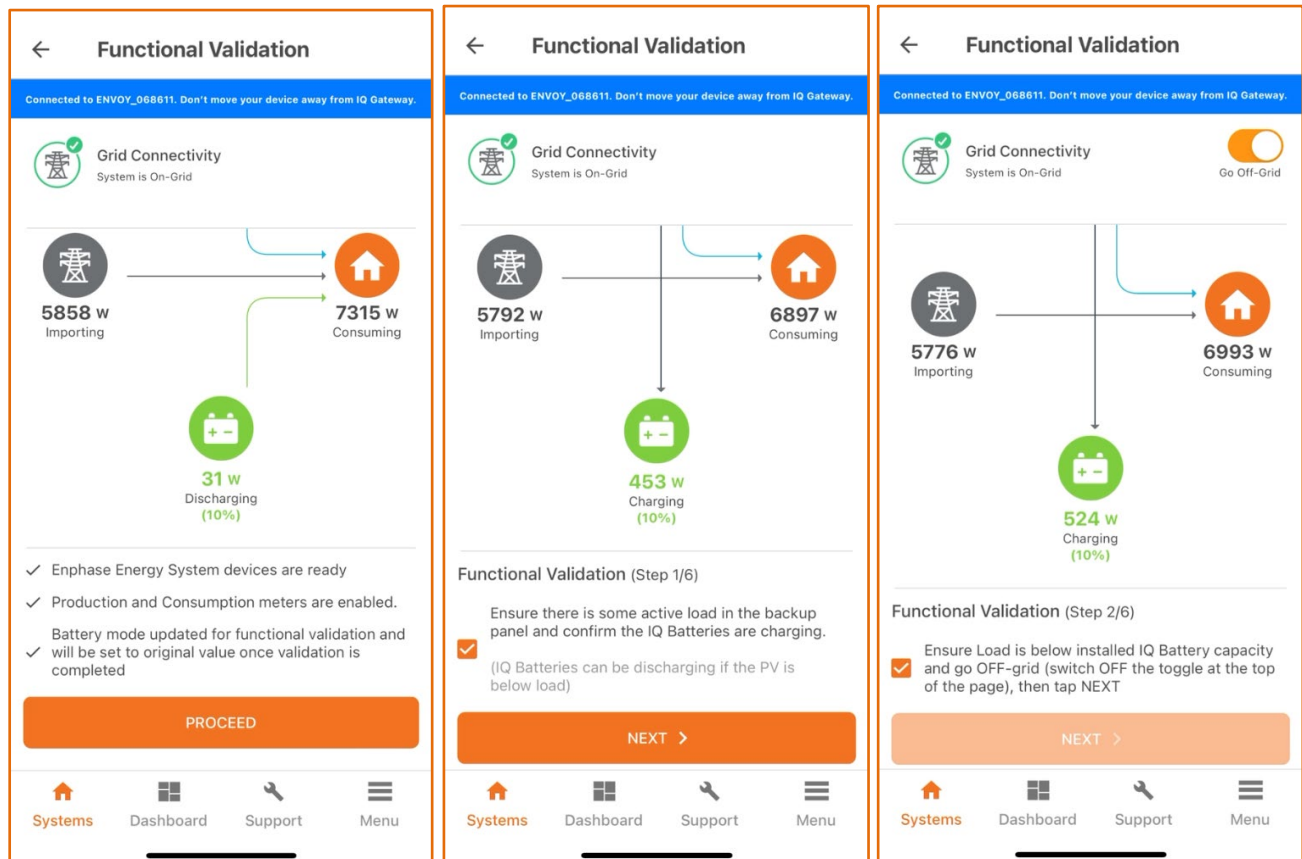 Functional Validation
Connected to ENVOY_068611. Don't move your device away from IQ Gateway.
Grid Connectivity
System is On-Grid
5858 W
Importing
7315 W
Consuming
31 W
Discharging
(10%)
Enphase Energy System devices are ready
Production and Consumption meters are enabled.
Battery mode updated for functional validation and
will be set to original value once validation is
completed
PROCEED
Systems
Dashboard
Support
Menu
Functional Validation
Connected to ENVOY_068611. Don't move your device away from IQ Gateway.
Grid Connectivity
System is On-Grid
5792 W
Importing
6897 W
Consuming
453 W
Charging
(10%)
Functional Validation (Step 1/6)
Ensure there is some active load in the backup
panel and confirm the IQ Batteries are charging.
(IQ Batteries can be discharging if the PV is
below load)
NEXT >
Systems
Dashboard
Support
Menu
Functional Validation
Connected to ENVOY_068611. Don't move your device away from IQ Gateway.
Grid Connectivity
System is On-Grid
Go Off-Grid
5776 W
Importing
6993 W
Consuming
524 W
Charging
(10%)
Functional Validation (Step 2/6)
Ensure Load is below installed IQ Battery capacity
and go OFF-grid (switch OFF the toggle at the top
of the page), then tap NEXT
NEXT >
Systems
Dashboard
Support
Menu